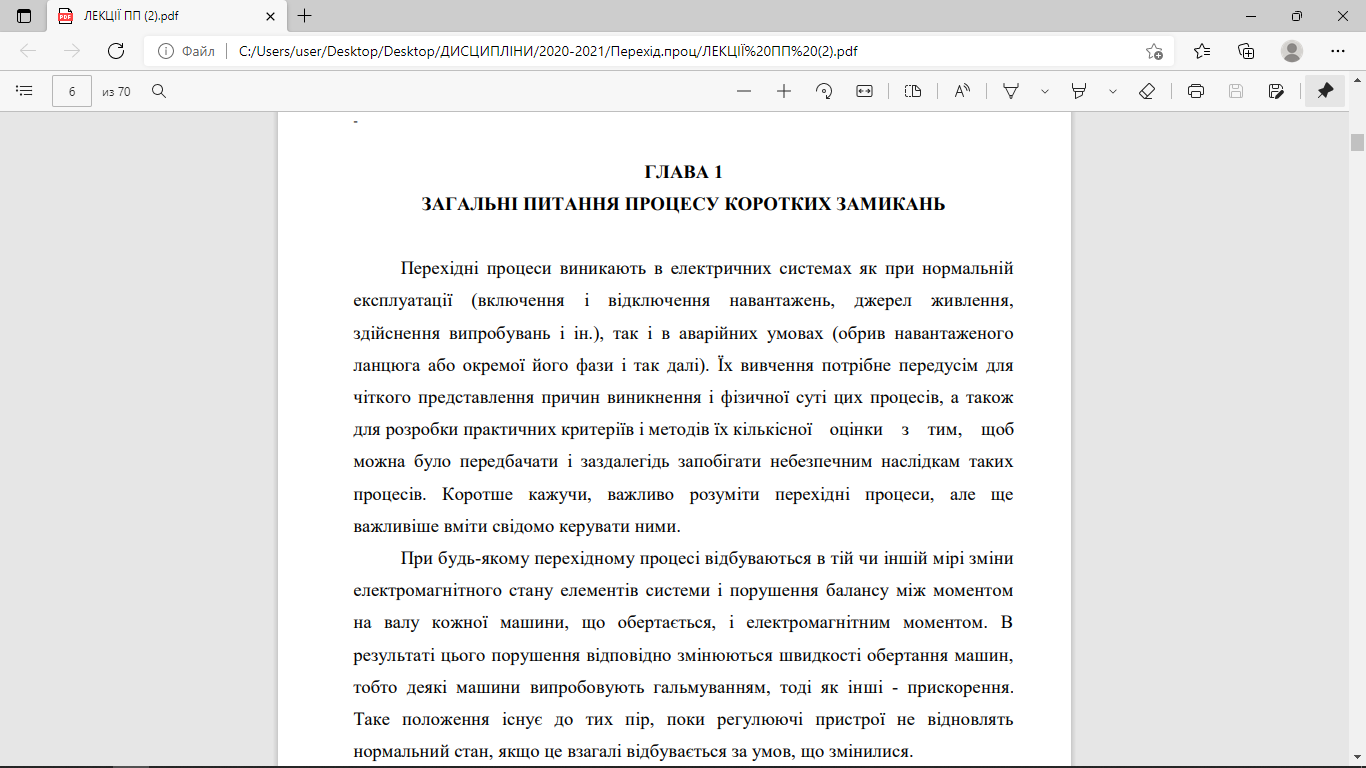 ЛЕКЦІЇ ПП (2).pdf
Файл C:/Users/user/Desktop/Desktop/ДИСЦИПЛІНИ/2020-2021/Перехід.проц/ЛЕКЦІЇ%20ПП%20(2).pdf
6 из 70
-
ГЛАВА 1
ЗАГАЛЬНІ ПИТАННЯ ПРОЦЕСУ КОРОТКИХ ЗАМИКАНЬ
Перехідні процеси виникають в електричних системах як при нормальній
експлуатації (включення і відключення навантажень, джерел живлення,
здійснення випробувань і ін.), так і в аварійних умовах (обрив навантаженого
ланцюга або окремої його фази і так далі). Їх вивчення потрібне передусім для
чіткого представлення причин виникнення і фізичної суті цих процесів, а також
для розробки практичних критеріїв і методів їх кількісної оцінки з тим, щоб
можна було передбачати і заздалегідь запобігати небезпечним наслідкам таких
процесів. Коротше кажучи, важливо розуміти перехідні процеси, але ще
важливіше вміти свідомо керувати ними.
При будь-якому перехідному процесі відбуваються в тій чи іншій мірі зміни
електромагнітного стану елементів системи і порушення балансу між моментом
на валу кожної машини, що обертається, і електромагнітним моментом. В
результаті цього порушення відповідно змінюються швидкості обертання машин,
тобто деякі машини випробовують гальмуванням, тоді як інші - прискорення.
Таке положення існує до тих пір, поки регулюючі пристрої не відновлять
нормальний стан, якщо це взагалі відбувається за умов, що змінилися.